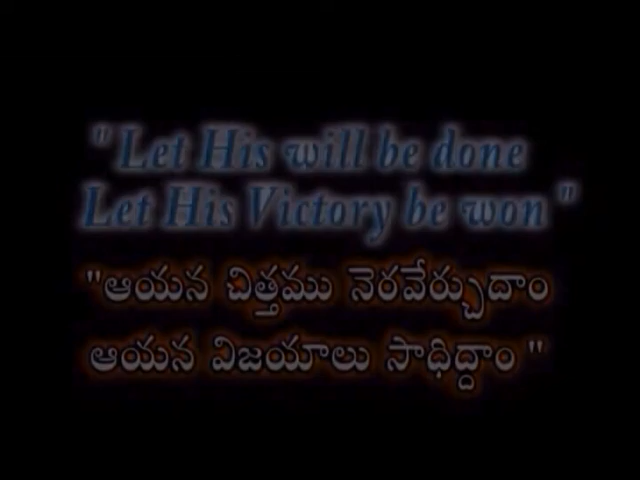 "Let His will be done
Let His Victory be won"
"ఆయన చిత్తము నెరవేర్చుదాం
ఆయన విజయాలు సాధిద్దాం"